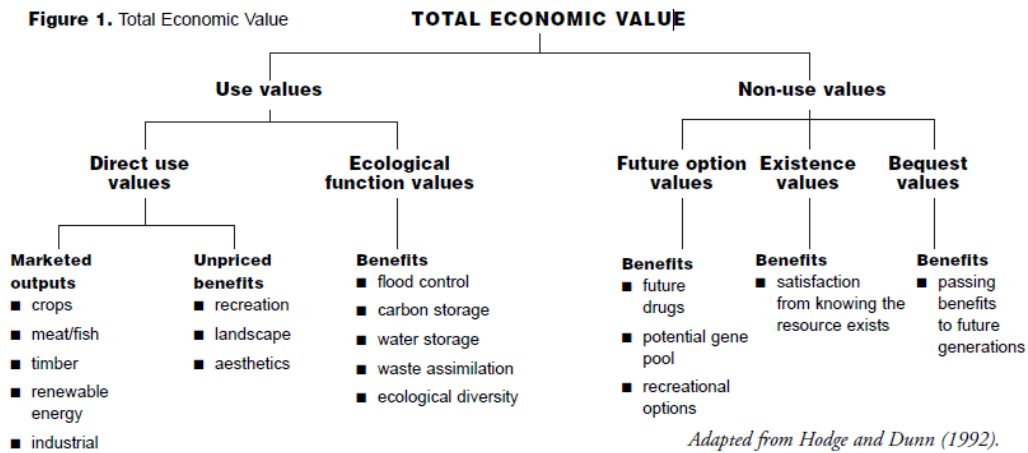 Figure 1. Total Economic Value
TOTAL ECONOMIC VALUE
Use values
Non-use values
Direct use
values
Ecological
function values
Future option
values
Existence
values
Bequest
values
Marketed
outputs
■ crops
■ meat/fish
■ timber
■ renewable
energy
■ industrial
Unpriced
benefits
■ recreation
■ landscape
■ aesthetics
Benefits
■ flood control
■ carbon storage
■ water storage
■ waste assimilation
■ ecological diversity
Benefits
■ future
drugs
■ potential gene
pool
■ recreational
options
Benefits
■ satisfaction
from knowing the
resource exists
Benefits
■ passing
benefits
to future
generations
Adapted from Hodge and Dunn (1992).